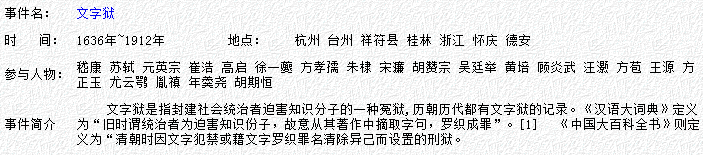 事件名: 文字狱
时 间: 1636年~1912年 地点: 杭州 台州 祥符县 桂林 浙江 怀庆 德安
参与人物: 嵇康 苏轼 元英宗 崔浩 高启 徐一夔 方孝孺 朱棣 宋濂 胡赞宗 吴廷举 黄培 顾炎武 汪灏 方苞 王源 方
正玉 尤云鹗 胤禛 年羹尧 胡期恒
事件简介 文字狱是指封建社会统治者迫害知识分子的一种冤狱,历朝历代都有文字狱的记录。《汉语大词典》定义
为“旧时谓统治者为迫害知识份子,故意从其著作中摘取字句,罗织成罪”。[1] 《中国大百科全书》则定
义为“清朝时因文字犯禁或藉文字罗织罪名清除异己而设置的刑狱。